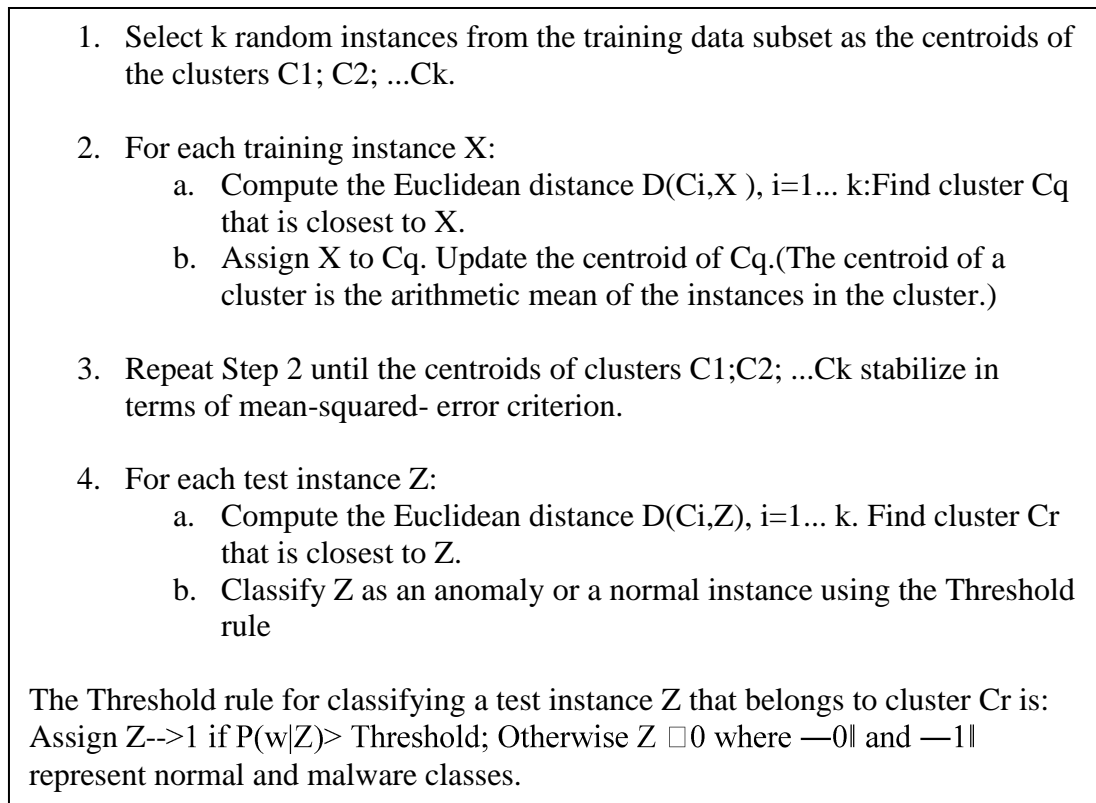 1. Select k random instances from the training data subset as the centroids of
the clusters C1; C2; ...Ck.
2. For each training instance X:
a. Compute the Euclidean distance D(Ci,X ), i=1... k:Find cluster Cq
that is closest to X.
b. Assign X to Cq. Update the centroid of Cq.(The centroid of a
cluster is the arithmetic mean of the instances in the cluster.)
3. Repeat Step 2 until the centroids of clusters C1;C2; ...Ck stabilize in
terms of mean-squared- error criterion.
4. For each test instance Z:
a. Compute the Euclidean distance D(Ci,Z), i=1... k. Find cluster Cr
that is closest to Z.
b. Classify Z as an anomaly or a normal instance using the Threshold
rule
The Threshold rule for classifying a test instance Z that belongs to cluster Cr is:
Assign Z-->1 if P(w|Z)> Threshold; Otherwise Z □0 where ―0‖ and ―1‖
represent normal and malware classes.